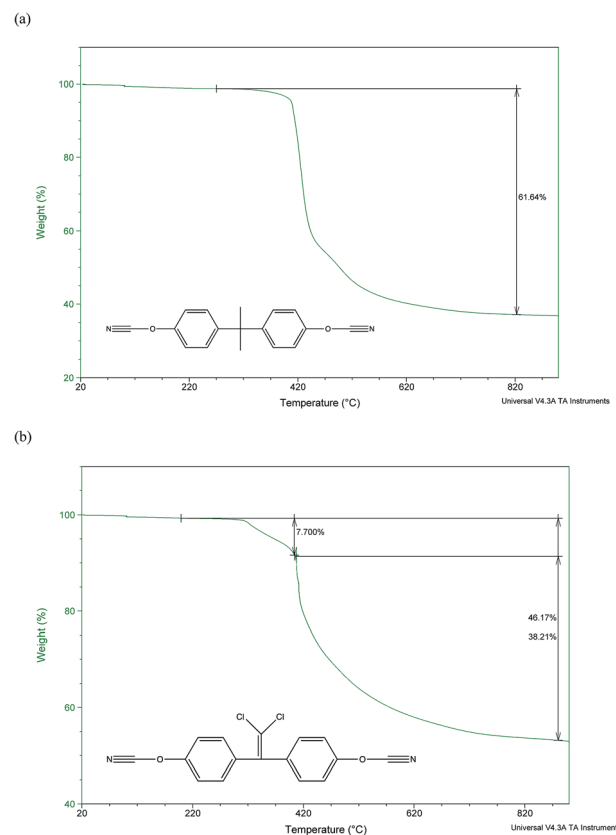 (a)
100
80
60
40
20
Weight (%)
61.64%
N O O N
20 220 420 620 820
Temperature (°C)
Universal V4.3A TA Instruments
(b)
100
80
60
40
Weight (%)
7.700%
46.17%
38.21%
Cl Cl
N O O N
20 220 420 620 820
Temperature (°C)
Universal V4.3A TA Instrument